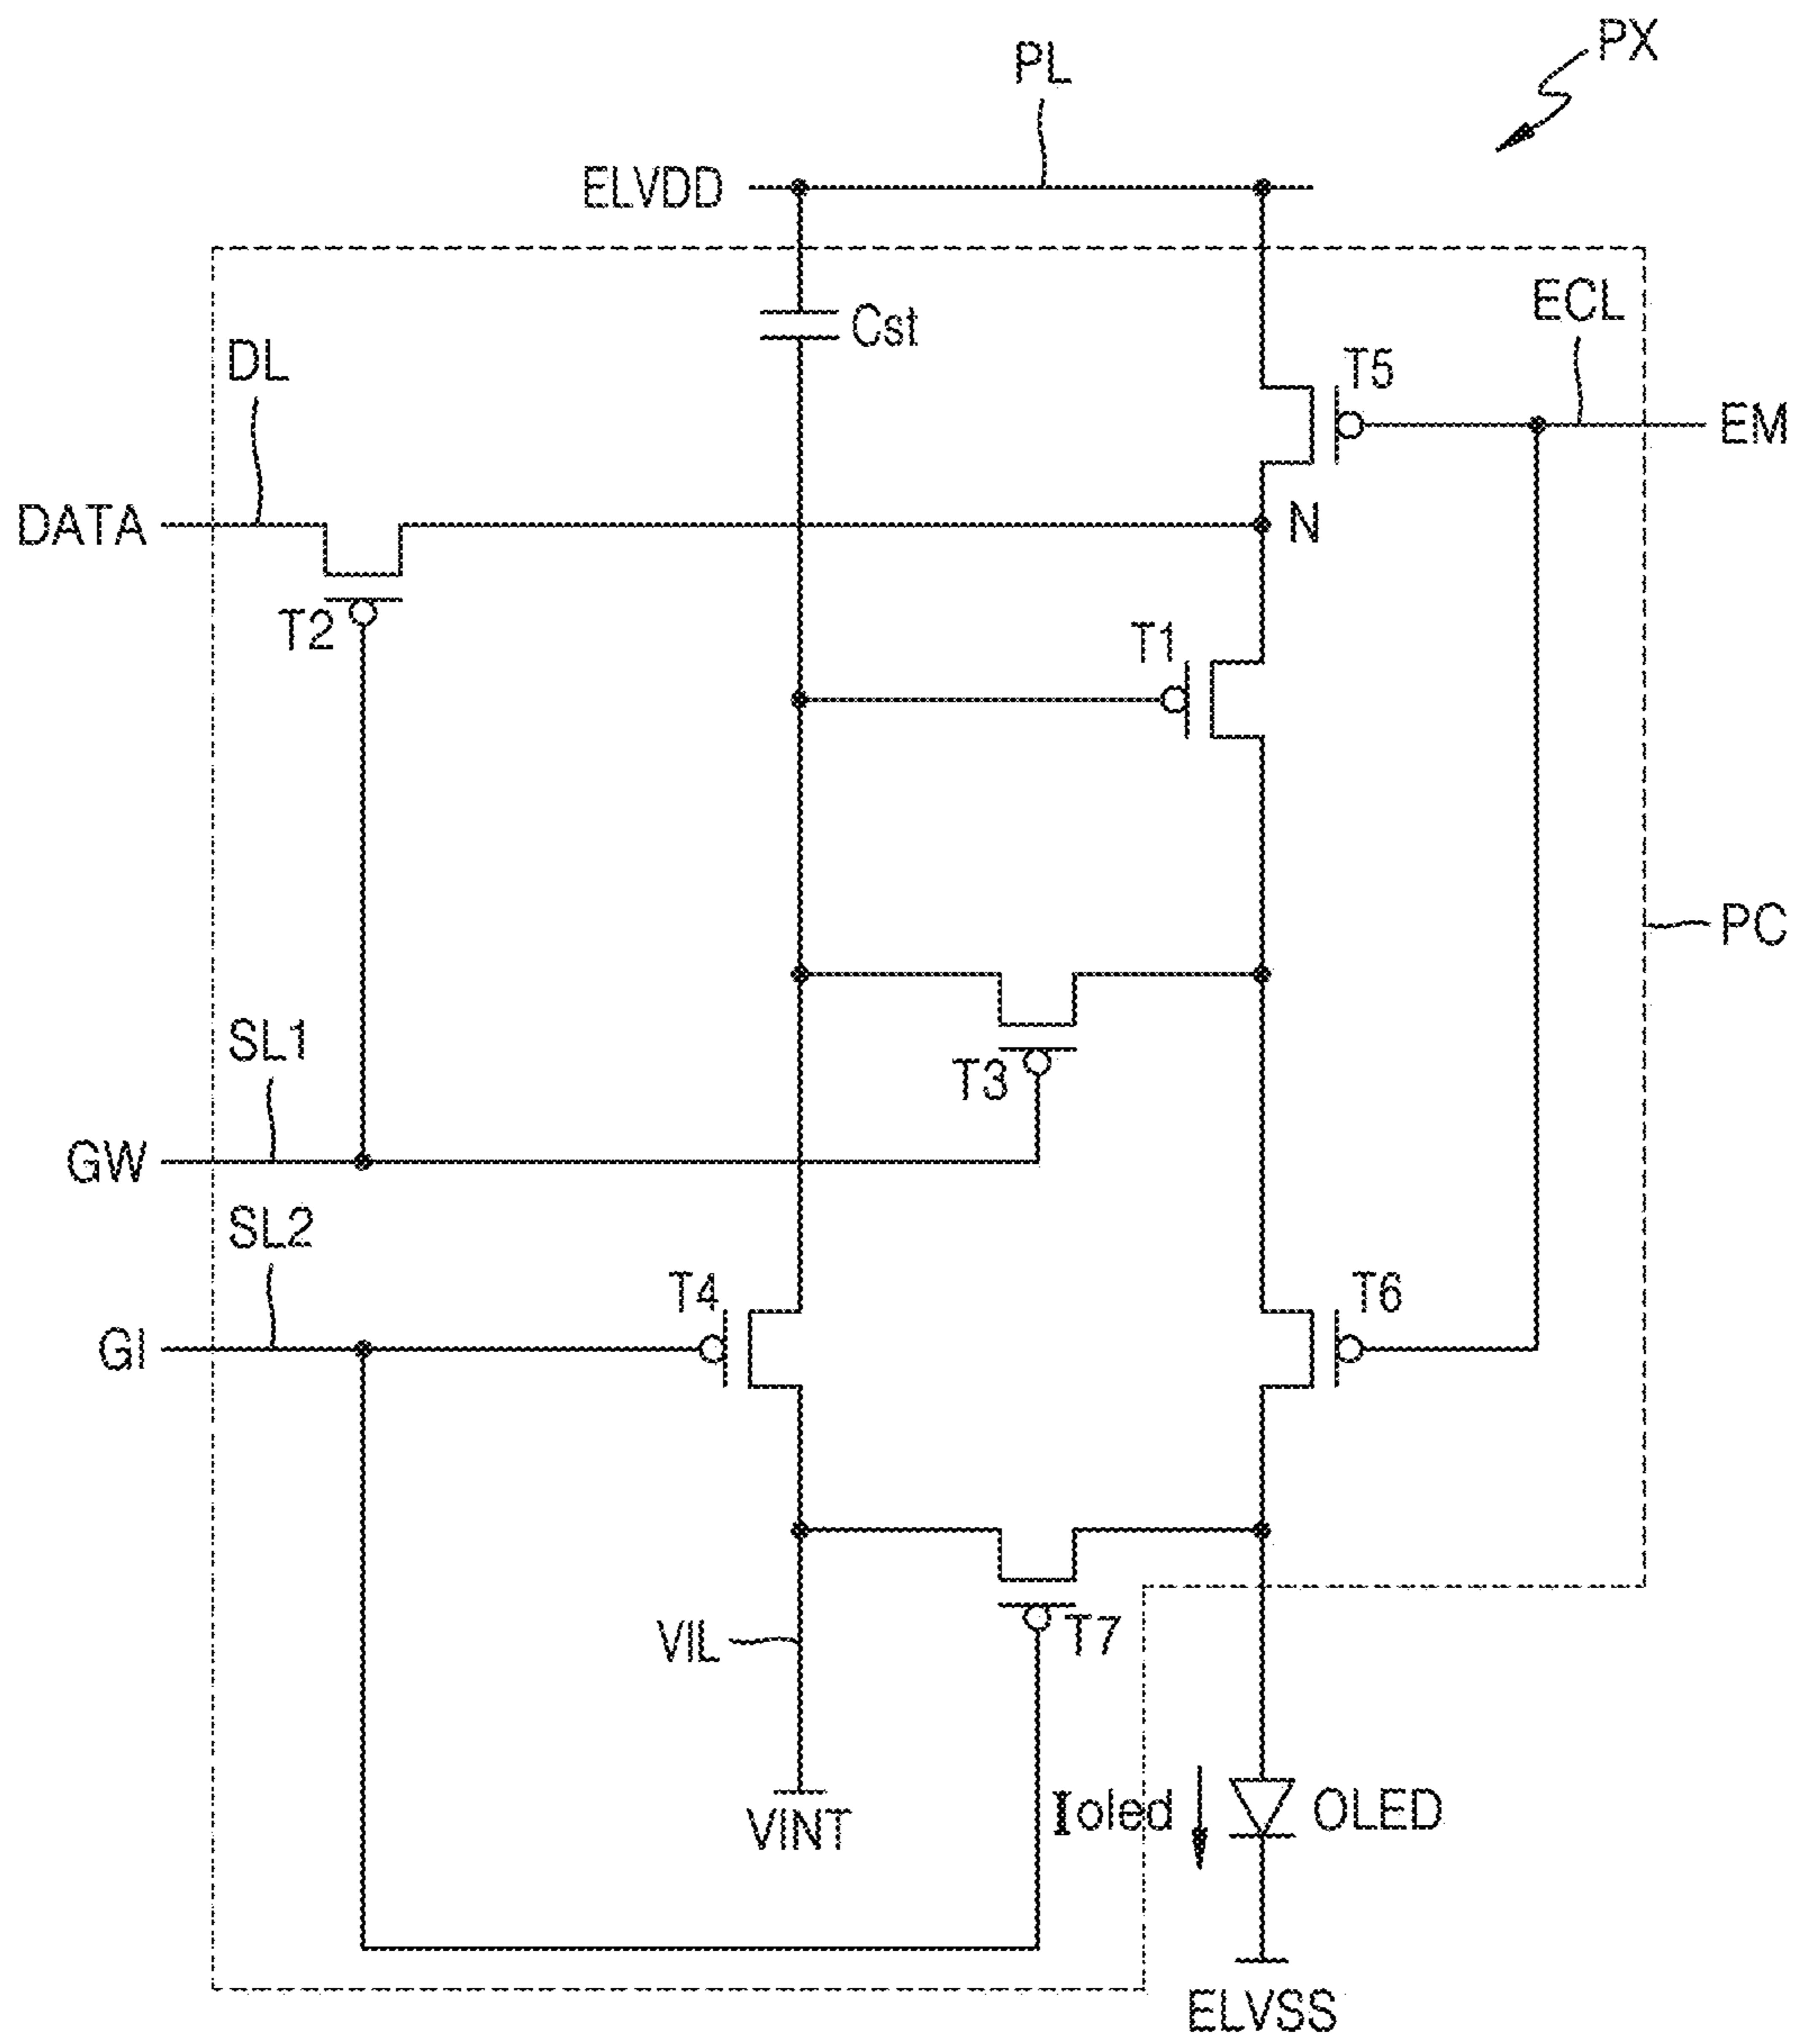 PX
PL
ELVDD
ECL
Cst
DL
T5
EM
DATA
N
T2
T1
PC
SL1
T3
GW
SL2
T4
T6
GI
VIL
T7
VINT
Ioled
OLED
ELVSS